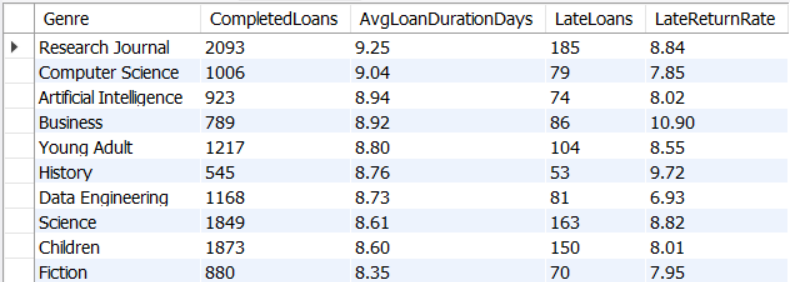 Genre CompletedLoans AvgLoanDurationDays LateLoans LateReturnRate
Research Journal 2093 9.25 185 8.84
Computer Science 1006 9.04 79 7.85
Artificial Intelligence 923 8.94 74 8.02
Business 789 8.92 86 10.90
Young Adult 1217 8.80 104 8.55
History 545 8.76 53 9.72
Data Engineering 1168 8.73 81 6.93
Science 1849 8.61 163 8.82
Children 1873 8.60 150 8.01
Fiction 880 8.35 70 7.95